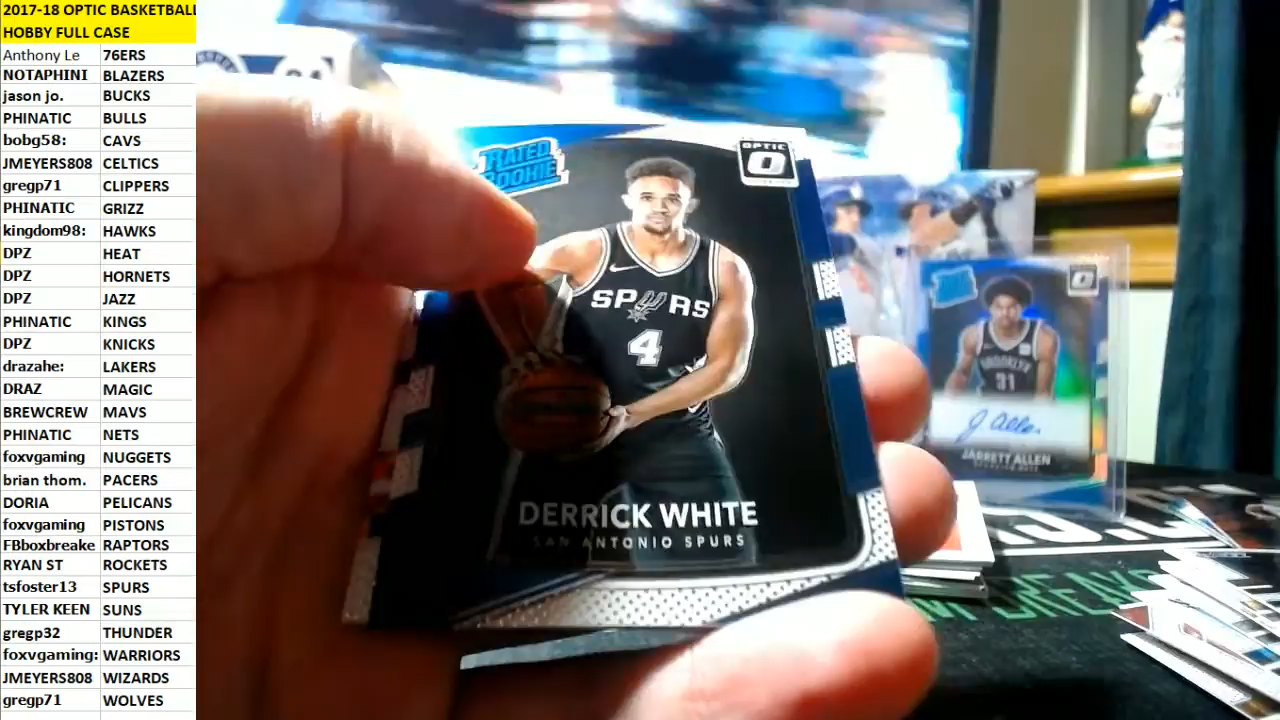 2017-18 OPTIC BASKETBALL
HOBBY FULL CASE
Anthony Le 76ERS
NOTAPHINI BLAZERS
jason jo. BUCKS
PHINATIC BULLS
bobg58: CAVS
JMEYERS808 CELTICS
gregp71 CLIPPERS
PHINATIC GRIZZ
kingdom98: HAWKS
DPZ HEAT
DPZ HORNETS
DPZ JAZZ
PHINATIC KINGS
DPZ KNICKS
drazahe: LAKERS
DRAZ MAGIC
BREWCREW MAVS
PHINATIC NETS
foxvgaming NUGGETS
brian thom. PACERS
DORIA PELICANS
foxvgaming PISTONS
FBboxbreake RAPTORS
RYAN ST ROCKETS
tsfoster13 SPURS
TYLER KEEN SUNS
gregp32 THUNDER
foxvgaming: WARRIORS
JMEYERS808 WIZARDS
gregp71 WOLVES
RATED
ROOKIE
OPTIC
O
SPURS
4
DERRICK WHITE
SAN ANTONIO SPURS
BROOKLYN
31
J Allen
JARRETT ALLEN
BREAKS